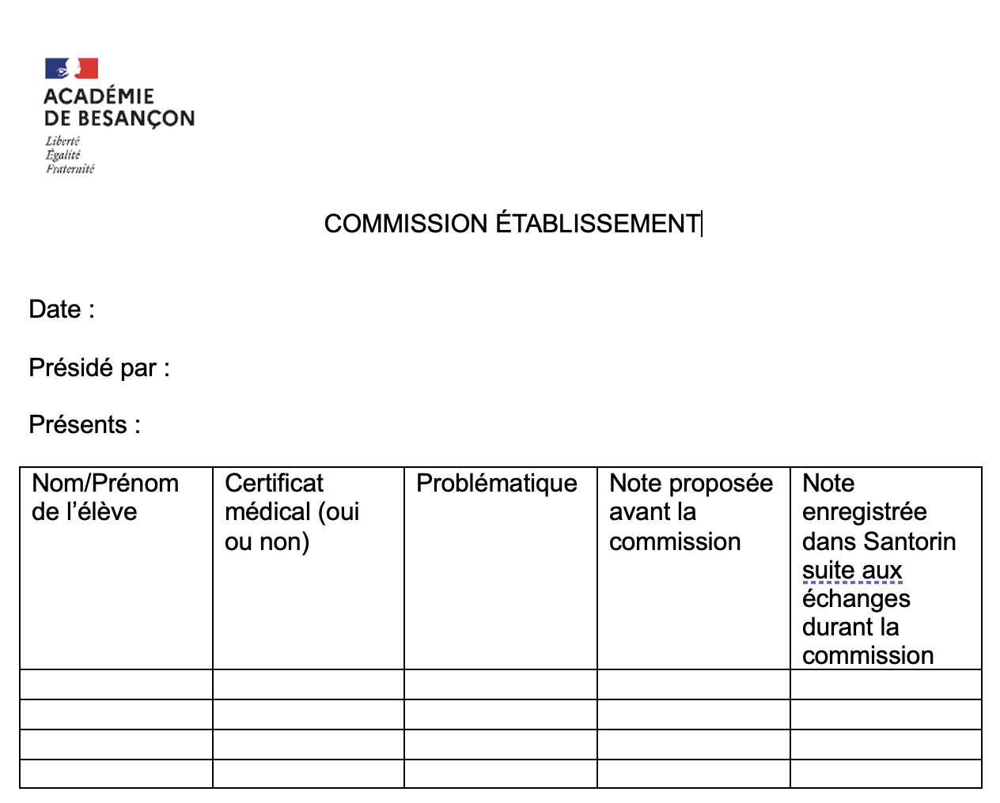 ACADÉMIE
DE BESANÇON
Liberté
Égalité
Fraternité
COMMISSION ÉTABLISSEMENT
Date :
Présidé par :
Présents :
Nom/Prénom
de l’élève
Certificat
médical (oui
ou non)
Problématique
Note proposée
avant la
commission
Note
enregistrée
dans Santorin
suite aux
échanges
durant la
commission